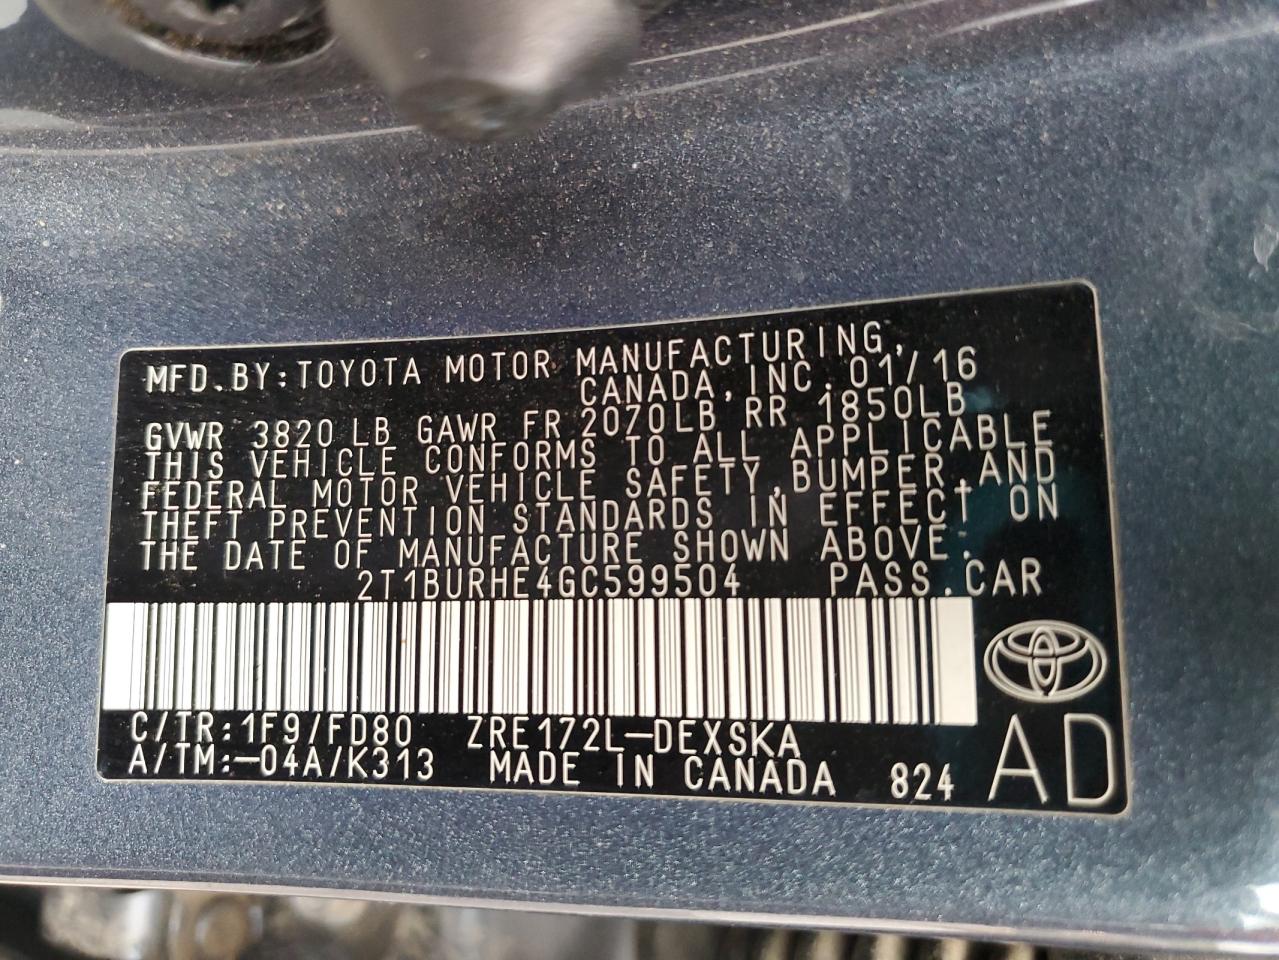 MFD.BY:TOYOTA MOTOR MANUFACTURING,
CANADA,INC.01/16
GVWR 3820LB GAWR FR 2070LB RR 1850LB
THIS VEHICLE CONFORMS TO ALL APPLICABLE
FEDERAL MOTOR VEHICLE SAFETY,BUMPER,AND
THEFT PREVENTION STANDARDS IN EFFECT ON
THE DATE OF MANUFACTURE SHOWN ABOVE.
2T1BURHE4GC599504 PASS.CAR
C/TR:1F9/FD80 ZRE172L-DEXSKA
A/TM:-04A/K313 MADE IN CANADA 824
AD